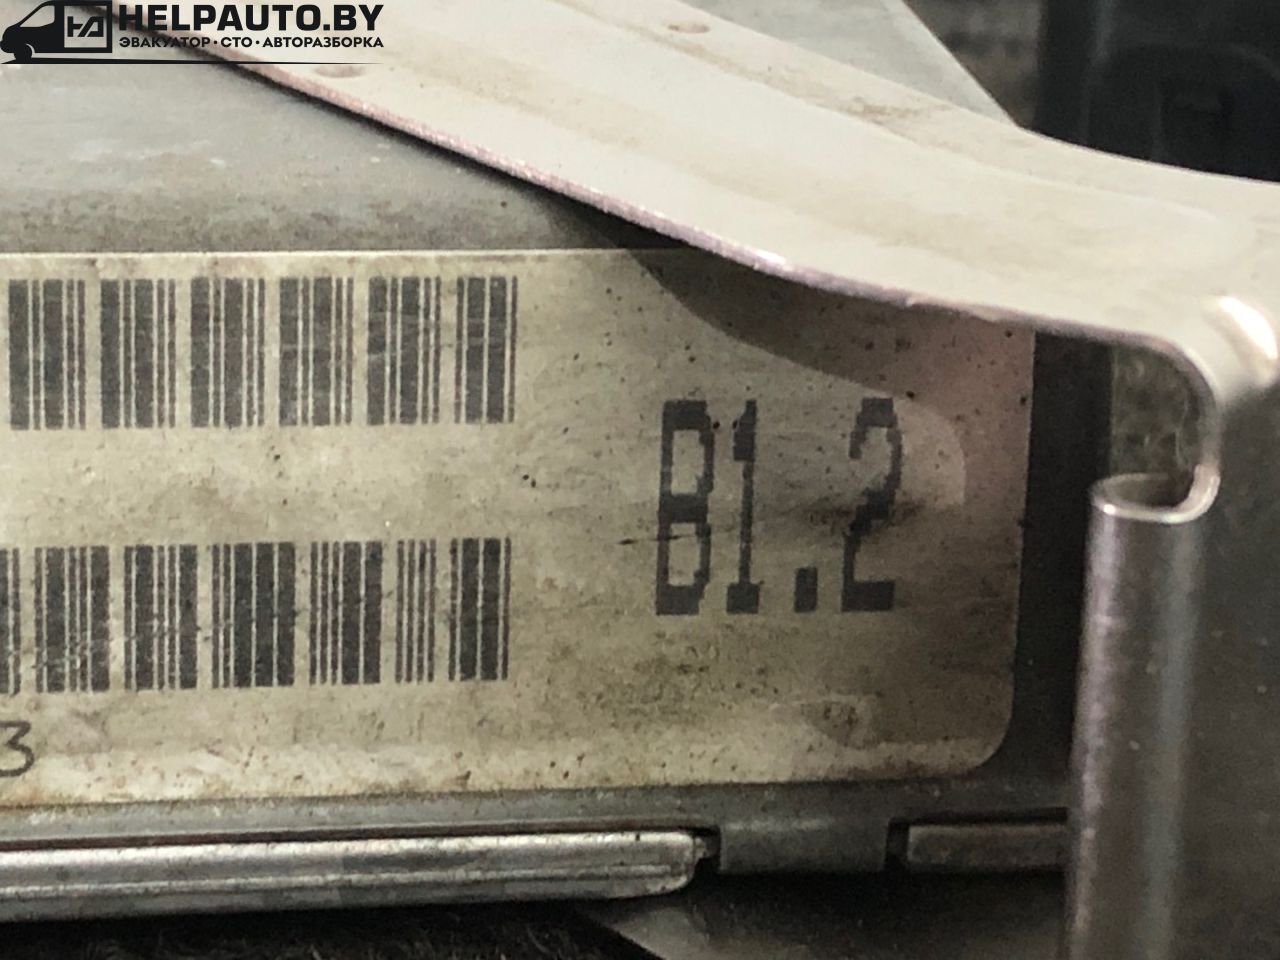 HELPAUTO.BY
ЭВАКУАТОР · СТО · АВТОРАЗБОРКА
B1.2
3